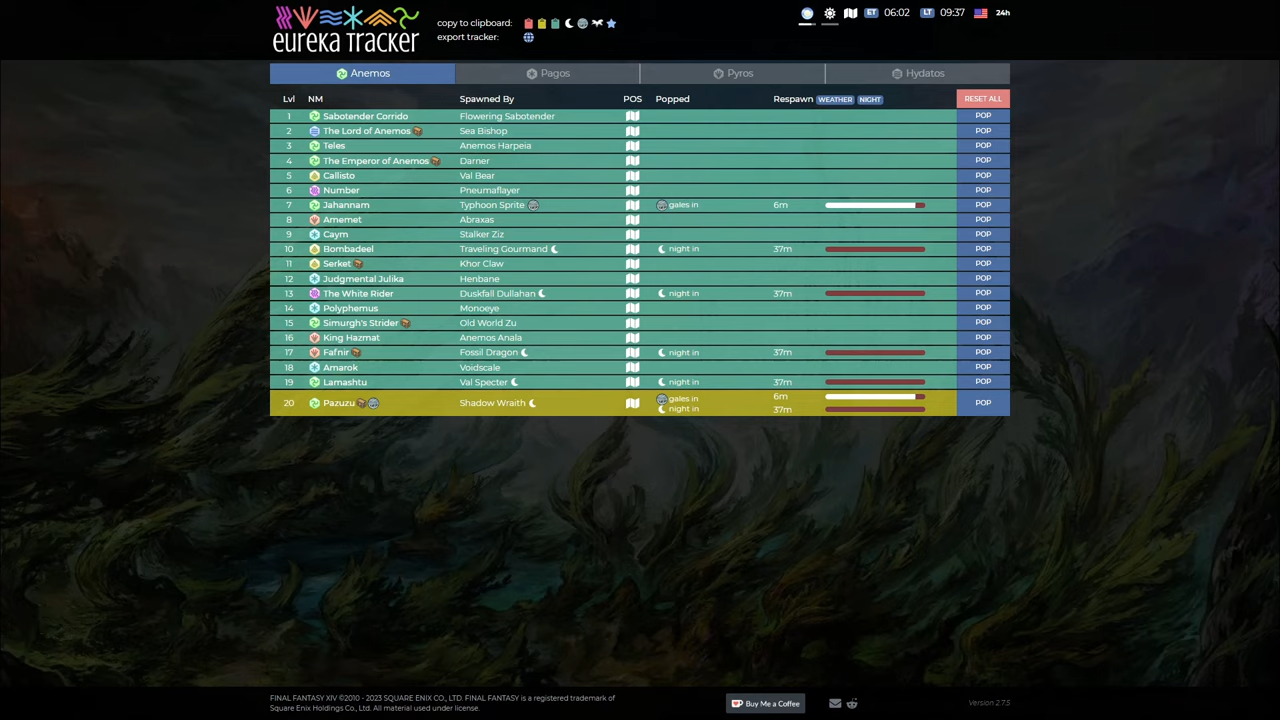 eureka tracker
copy to clipboard:
export tracker:
ET 06:02 LT 09:37 24h
Anemos Pagos Pyros Hydatos
Lvl NM Spawned By POS Popped Respawn WEATHER NIGHT RESET ALL
1 Sabotender Corrido Flowering Sabotender POP
2 The Lord of Anemos Sea Bishop POP
3 Teles Anemos Harpeia POP
4 The Emperor of Anemos Darner POP
5 Callisto Val Bear POP
6 Number Pneumaflayer POP
7 Jahannam Typhoon Sprite gales in 6m POP
8 Amemet Abraxas POP
9 Caym Stalker Ziz POP
10 Bombadeel Traveling Gourmand night in 37m POP
11 Serket Khor Claw POP
12 Judgmental Julika Henbane POP
13 The White Rider Duskfall Dullahan night in 37m POP
14 Polyphemus Monoeye POP
15 Simurgh's Strider Old World Zu POP
16 King Hazmat Anemos Anala POP
17 Fafnir Fossil Dragon night in 37m POP
18 Amarok Voidscale POP
19 Lamashtu Val Specter night in 37m POP
20 Pazuzu Shadow Wraith gales in 6m POP
night in 37m
FINAL FANTASY XIV ©2010 - 2023 SQUARE ENIX CO., LTD. FINAL FANTASY is a registered trademark of
Square Enix Holdings Co., Ltd. All material used under license.
Buy Me a Coffee
Version 2.7.5